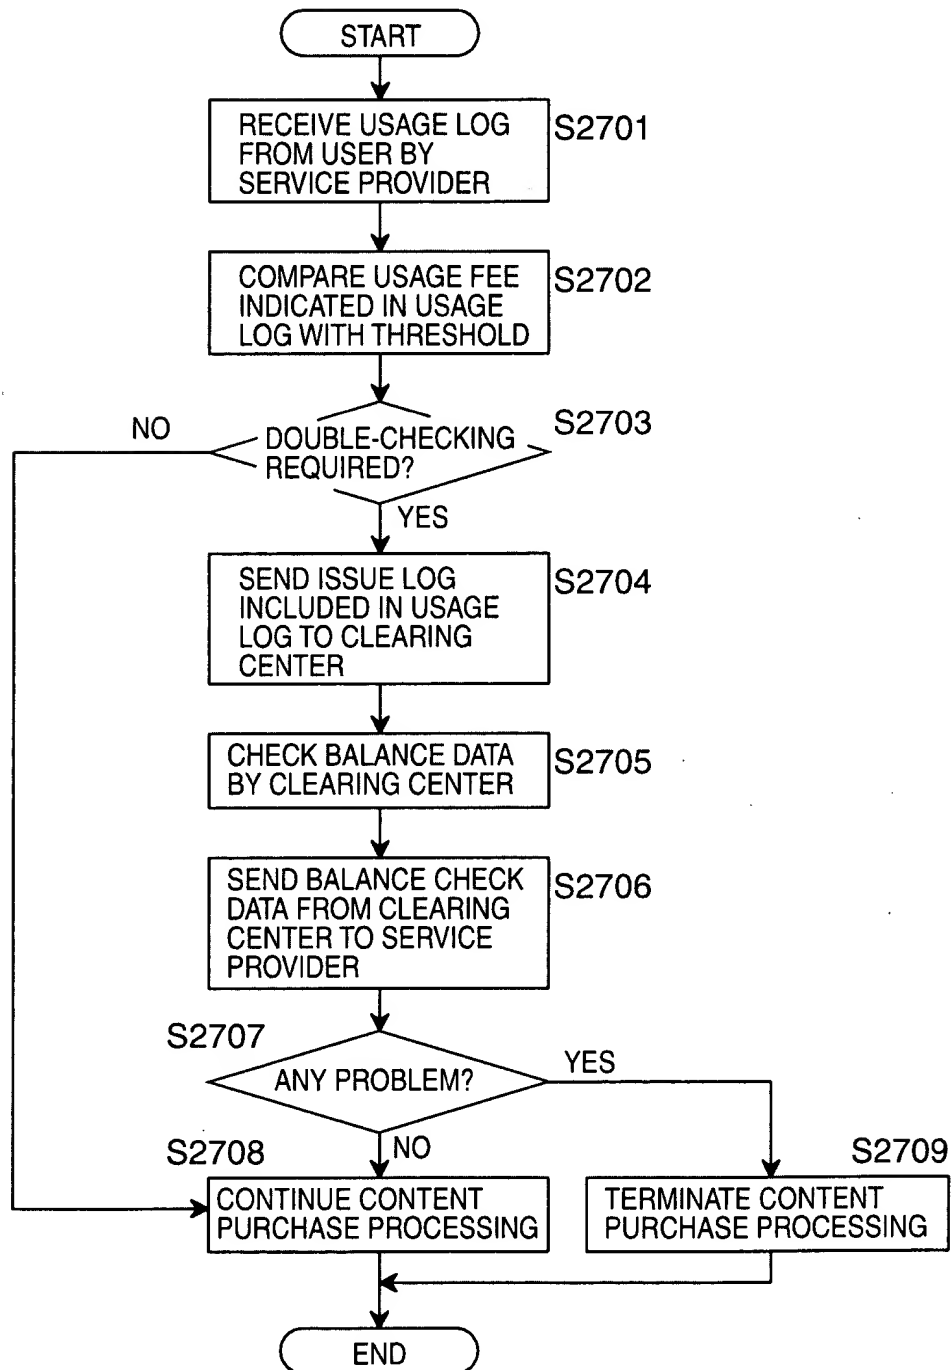 START
RECEIVE USAGE LOG
FROM USER BY
SERVICE PROVIDER
S2701
COMPARE USAGE FEE
INDICATED IN USAGE
LOG WITH THRESHOLD
S2702
NO
DOUBLE-CHECKING
REQUIRED?
S2703
YES
SEND ISSUE LOG
INCLUDED IN USAGE
LOG TO CLEARING
CENTER
S2704
CHECK BALANCE DATA
BY CLEARING CENTER
S2705
SEND BALANCE CHECK
DATA FROM CLEARING
CENTER TO SERVICE
PROVIDER
S2706
S2707
ANY PROBLEM?
YES
NO
S2708
CONTINUE CONTENT
PURCHASE PROCESSING
S2709
TERMINATE CONTENT
PURCHASE PROCESSING
END